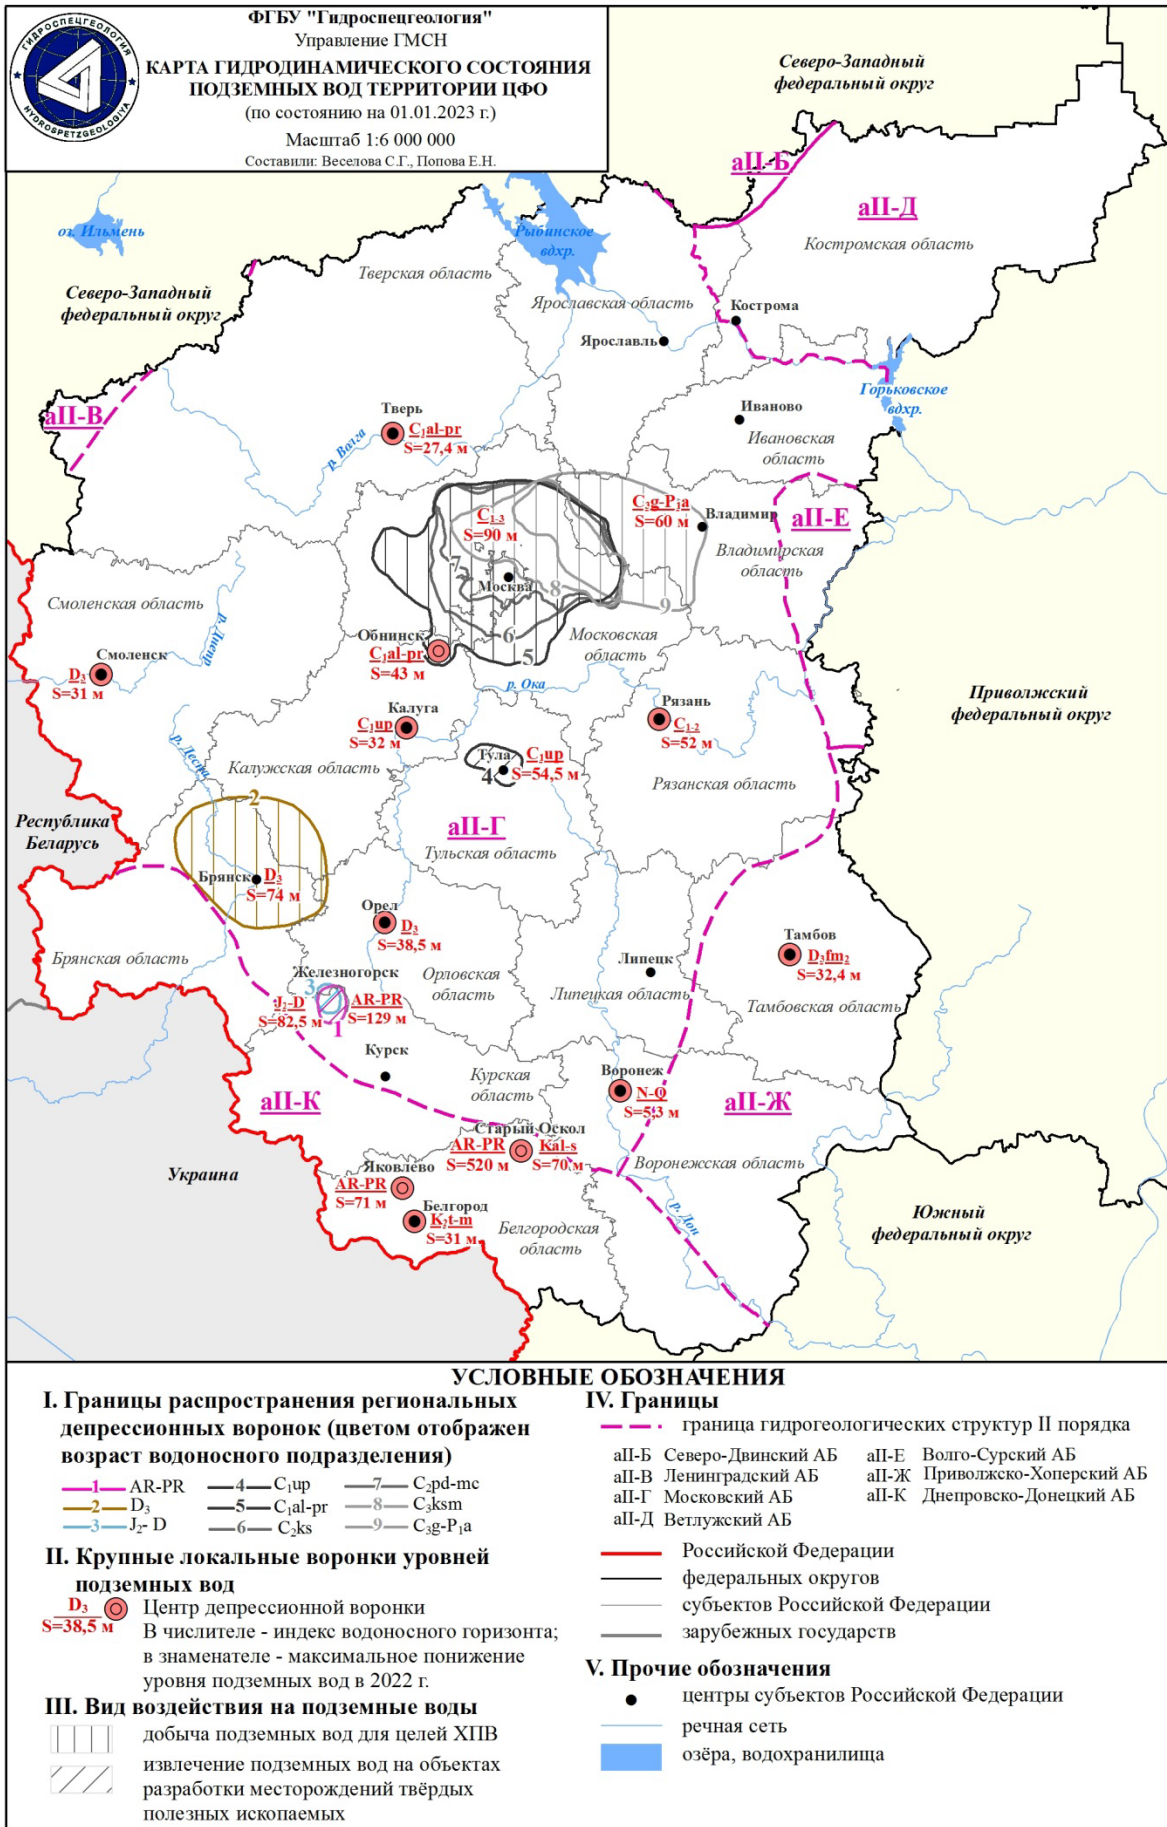 ГИДРОСПЕЦГЕОЛОГИЯ
HYDROSPETZGEOLOGIYA
ФГБУ "Гидроспецгеология"
Управление ГМСН
КАРТА ГИДРОДИНАМИЧЕСКОГО СОСТОЯНИЯ
ПОДЗЕМНЫХ ВОД ТЕРРИТОРИИ ЦФО
(по состоянию на 01.01.2023 г.)
Масштаб 1:6 000 000
Составили: Веселова С.Г., Попова Е.Н.
Северо-Западный
федеральный округ
аII-Б
аII-Д
Костромская область
оз. Ильмень
Рыбинское
вдхр.
Тверская область
Северо-Западный
федеральный округ
Ярославская область
Кострома
Ярославль
Горьковское
вдхр.
аII-В
Тверь
C₁al-pr
S=27,4 м
р. Волга
Иваново
Ивановская
область
C₁₋₃
S=90 м
C₃g-P₁a
S=60 м
Владимир
аII-Е
Владимирская
область
7
Москва
8
9
6
5
Смоленская область
р. Днепр
Обнинск
C₁al-pr
S=43 м
Московская
область
Смоленск
D₃
S=31 м
р. Ока
Приволжский
федеральный округ
Калуга
C₁up
S=32 м
Рязань
C₁₋₂
S=52 м
р. Десна
Калужская область
Тула
4
C₁up
S=54,5 м
Рязанская область
Республика
Беларусь
2
аII-Г
Тульская область
Брянск
D₃
S=74 м
Орел
D₃
S=38,5 м
Тамбов
D₃fm₂
S=32,4 м
Брянская область
Железногорск
3
J₂-D
S=82,5 м
AR-PR
S=129 м
1
Орловская
область
Липецк
Липецкая область
Тамбовская область
Курск
Курская
область
Воронеж
N-Q
S=53 м
аII-К
аII-Ж
Старый Оскол
AR-PR
S=520 м
Kal-s
S=70 м
Украина
Яковлево
AR-PR
S=71 м
Воронежская область
Белгород
K₂t-m
S=31 м
Белгородская
область
р. Дон
Южный
федеральный округ
УСЛОВНЫЕ ОБОЗНАЧЕНИЯ
I. Границы распространения региональных
депрессионных воронок (цветом отображен
возраст водоносного подразделения)
1 AR-PR
2 D₃
3 J₂- D
4 C₁up
5 C₁al-pr
6 C₂ks
7 C₂pd-mc
8 C₃ksm
9 C₃g-P₁a
II. Крупные локальные воронки уровней
подземных вод
D₃
S=38,5 м
Центр депрессионной воронки
В числителе - индекс водоносного горизонта;
в знаменателе - максимальное понижение
уровня подземных вод в 2022 г.
III. Вид воздействия на подземные воды
добыча подземных вод для целей ХПВ
извлечение подземных вод на объектах
разработки месторождений твёрдых
полезных ископаемых
IV. Границы
граница гидрогеологических структур II порядка
аII-Б Северо-Двинский АБ
аII-В Ленинградский АБ
аII-Г Московский АБ
аII-Д Ветлужский АБ
аII-Е Волго-Сурский АБ
аII-Ж Приволжско-Хоперский АБ
аII-К Днепровско-Донецкий АБ
Российской Федерации
федеральных округов
субъектов Российской Федерации
зарубежных государств
V. Прочие обозначения
центры субъектов Российской Федерации
речная сеть
озёра, водохранилища